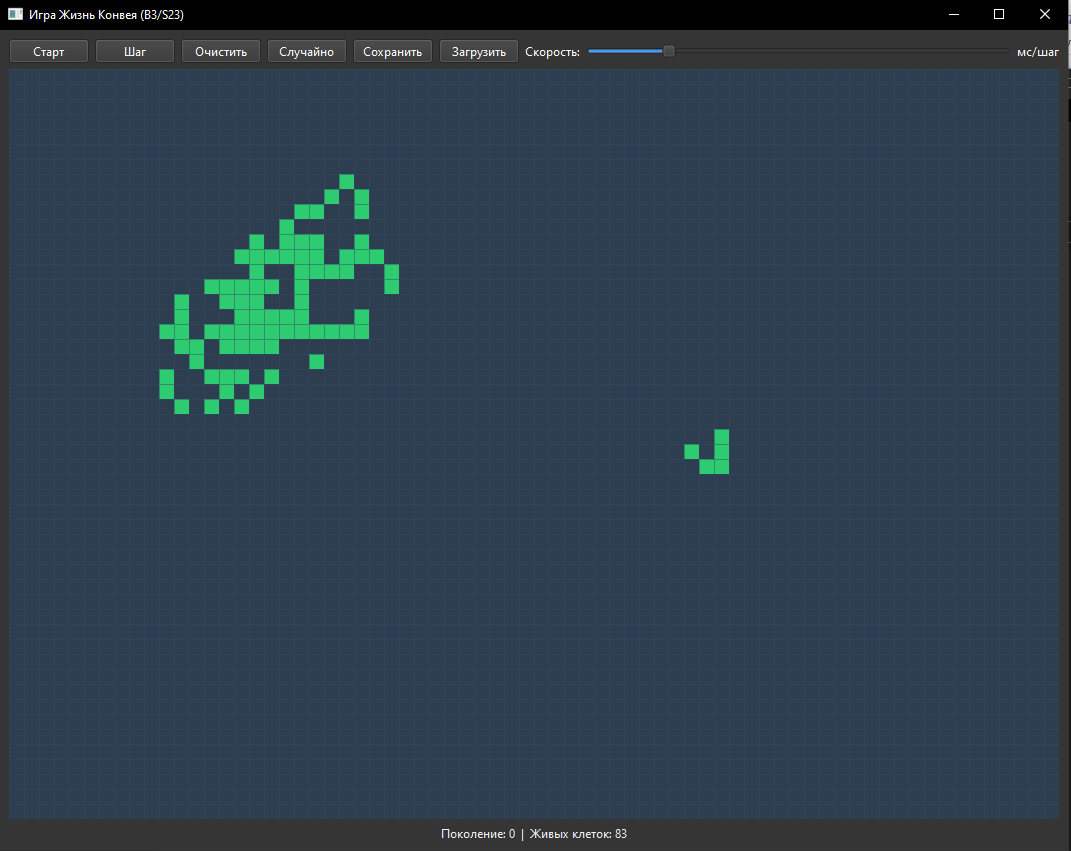 Игра Жизнь Конвея (B3/S23)
Старт Шаг Очистить Случайно Сохранить Загрузить Скорость: мс/шаг
Поколение: 0 | Живых клеток: 83